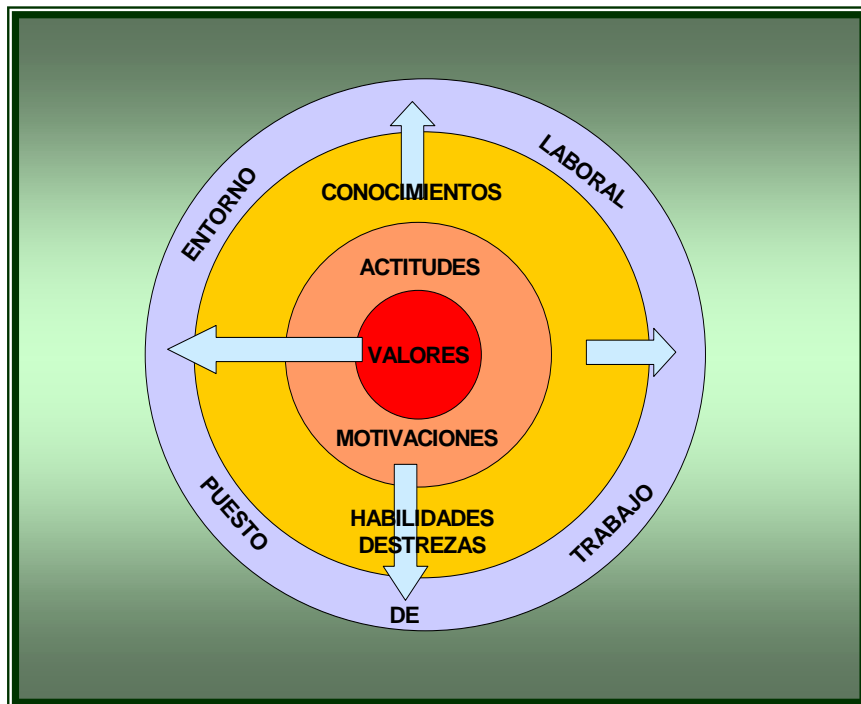 ENTORNO
LABORAL
CONOCIMIENTOS
ACTITUDES
VALORES
MOTIVACIONES
HABILIDADES
DESTREZAS
PUESTO
DE
TRABAJO